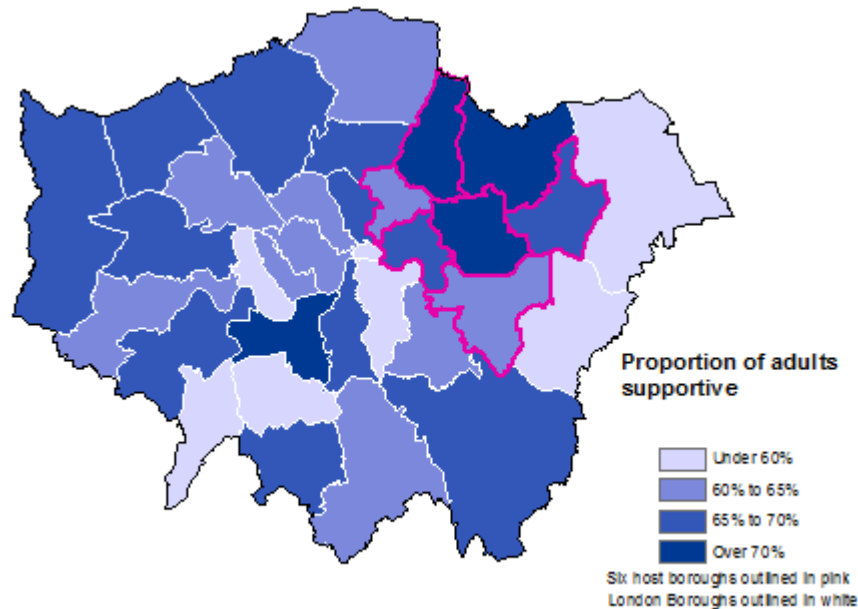 Proportion of adults
supportive
Under 60%
60% to 65%
65% to 70%
Over 70%
Six host boroughs outlined in pink
London Boroughs outlined in white